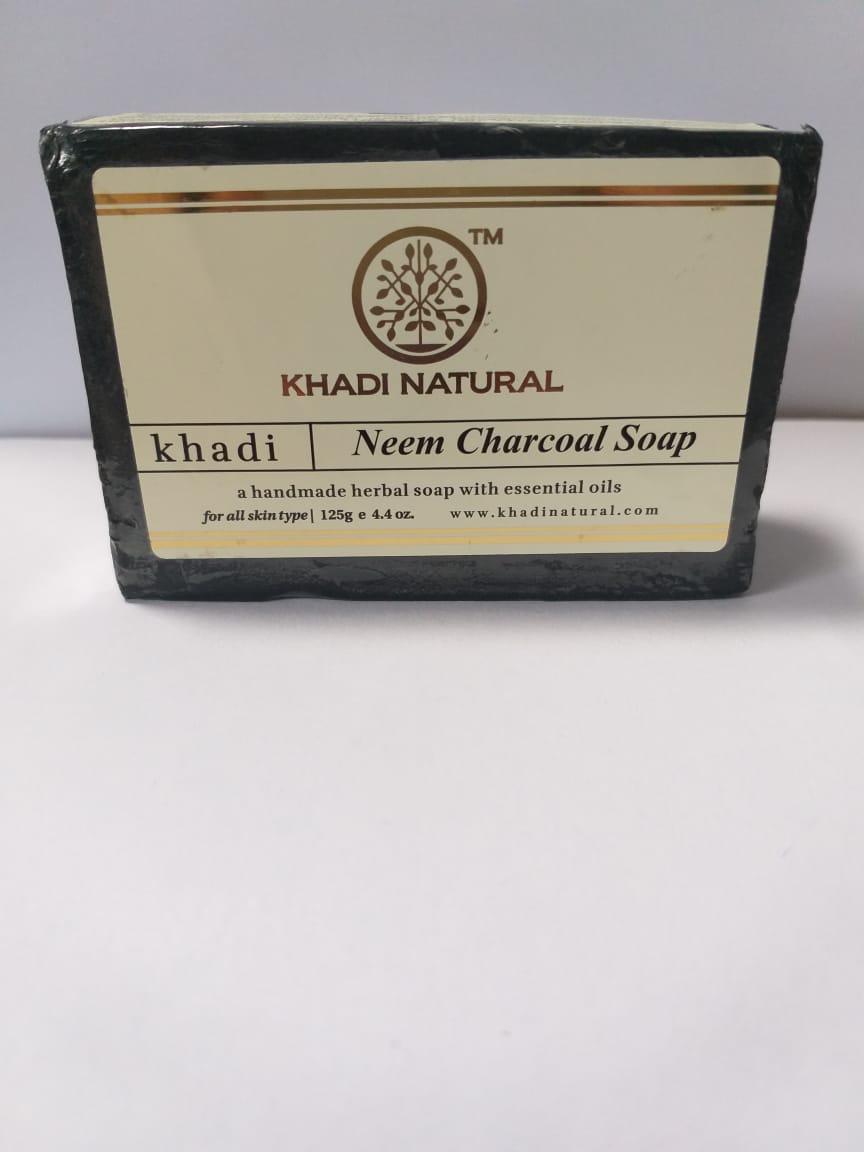 TM
KHADI NATURAL
khadi | Neem Charcoal Soap
a handmade herbal soap with essential oils
for all skin type | 125g e 4.4 oz. www.khadinatural.com